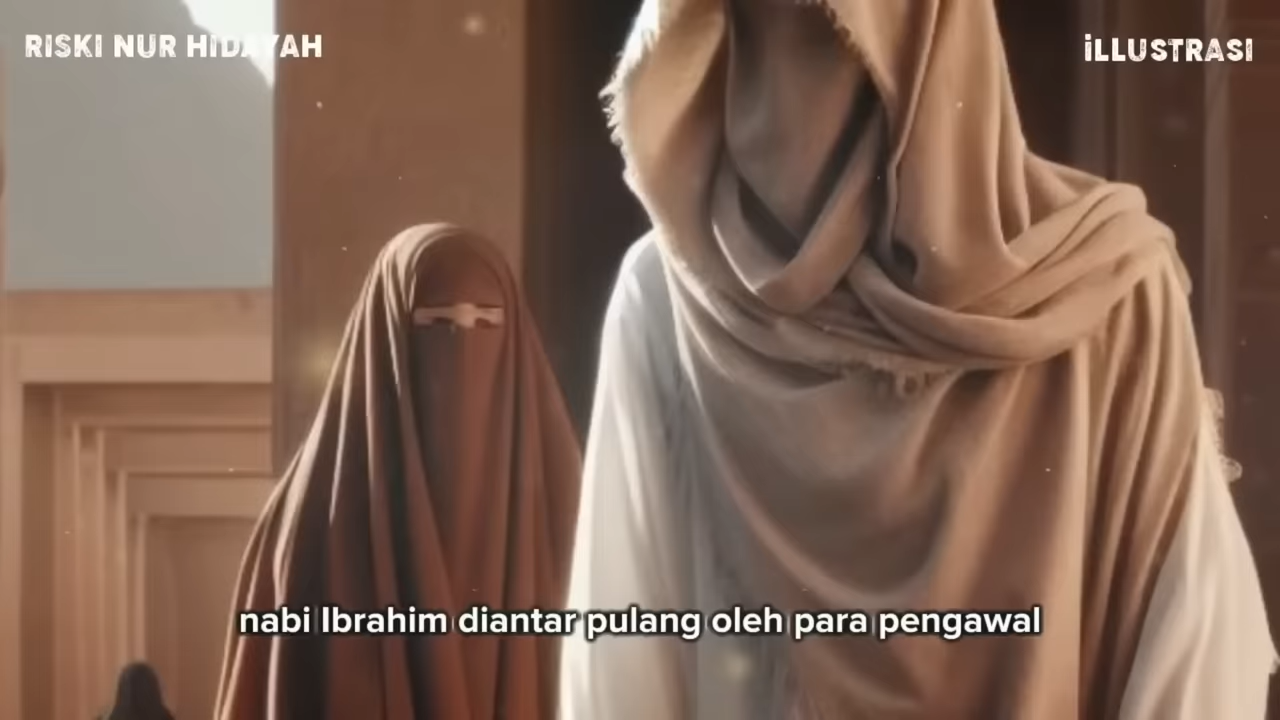 RISKI NUR HIDAYAH
İLLUSTRASI
nabi Ibrahim diantar pulang oleh para pengawal